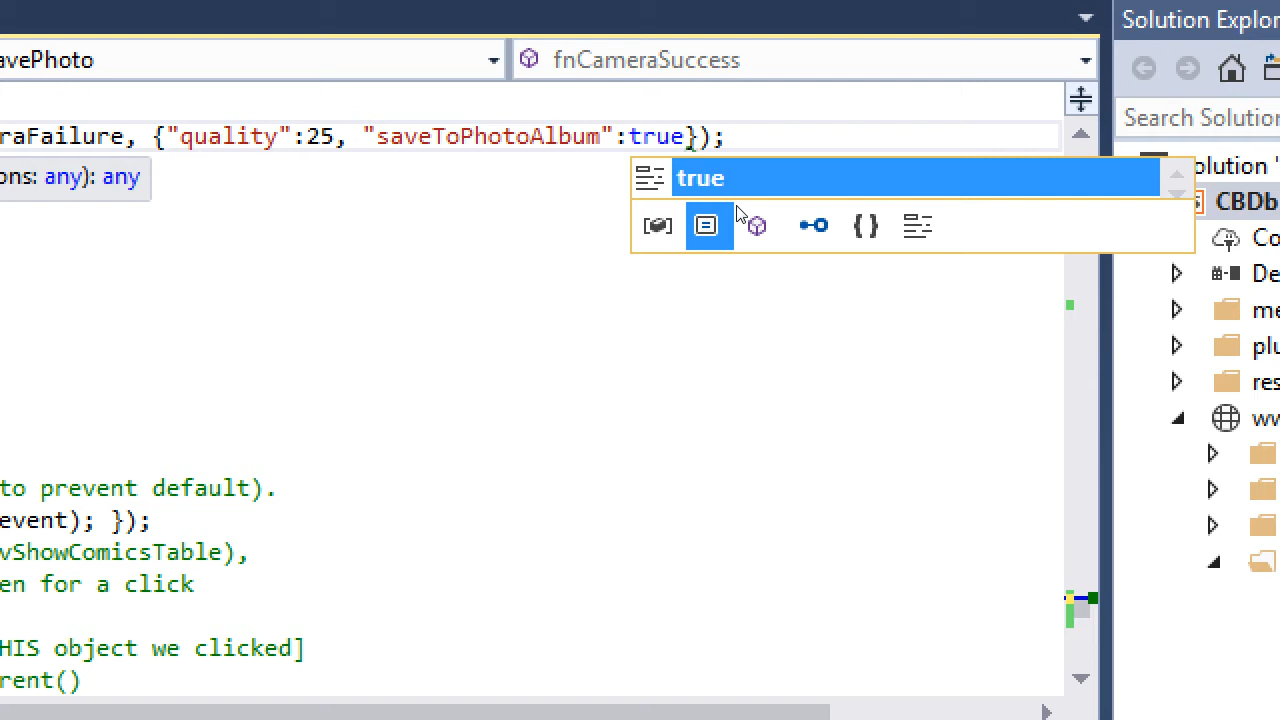 Solution Explor
avePhoto
fnCameraSuccess
Search Solution
raFailure, {"quality":25, "saveToPhotoAlbum":true});
ons: any): any
true
olution '
CBDb
Co
De
me
plu
res
ww
to prevent default).
event); });
vShowComicsTable),
en for a click
HIS object we clicked]
rent()